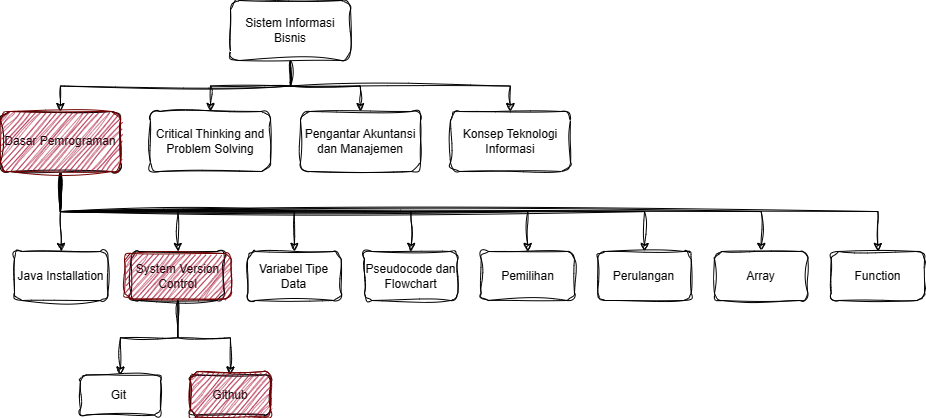 Sistem Informasi
Bisnis
Dasar Pemrograman
Critical Thinking and
Problem Solving
Pengantar Akuntansi
dan Manajemen
Konsep Teknologi
Informasi
Java Installation
System Version
Control
Variabel Tipe
Data
Pseudocode dan
Flowchart
Pemilihan
Perulangan
Array
Function
Git
Github